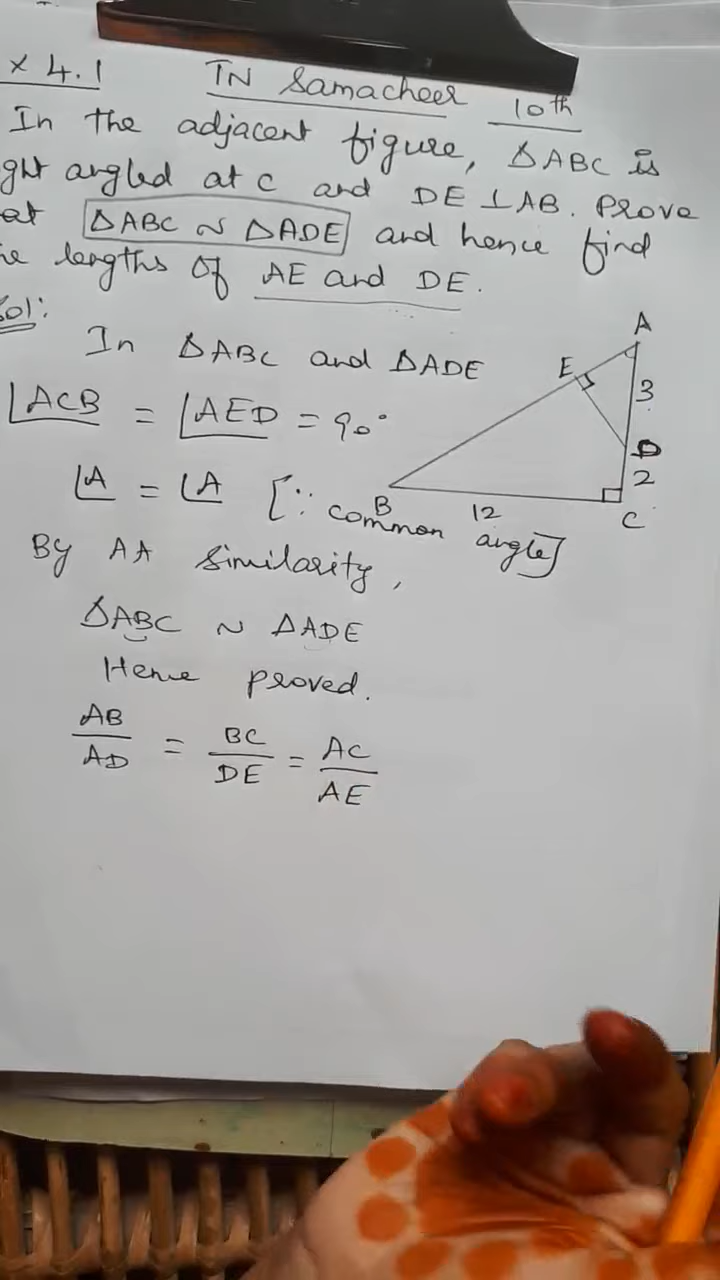 x 4.1 TN Samacheer 10th
In the adjacent figure, ΔABC is
ght angled at C and DE ⊥ AB. Prove
at ΔABC ~ ΔADE and hence find
he lengths of AE and DE.
Sol:
In ΔABC and ΔADE
∠ACB = ∠AED = 90°
∠A = ∠A [∵ common angle]
By AA similarity,
ΔABC ~ ΔADE
Hence proved.
AB/AD = BC/DE = AC/AE
A
E
3
D
2
B
12
C